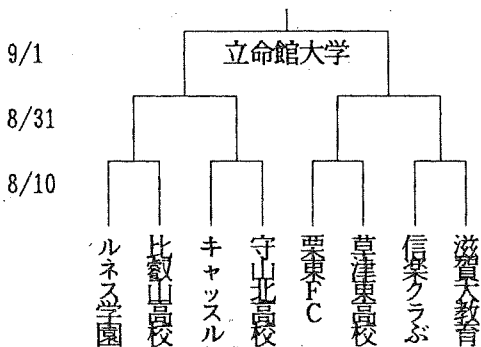 9/1
立命館大学
8/31
8/10
ルネス学園
比叡山高校
キャッスル
守山北高校
栗東FC
草津東高校
信楽クラぶ
滋賀大教育